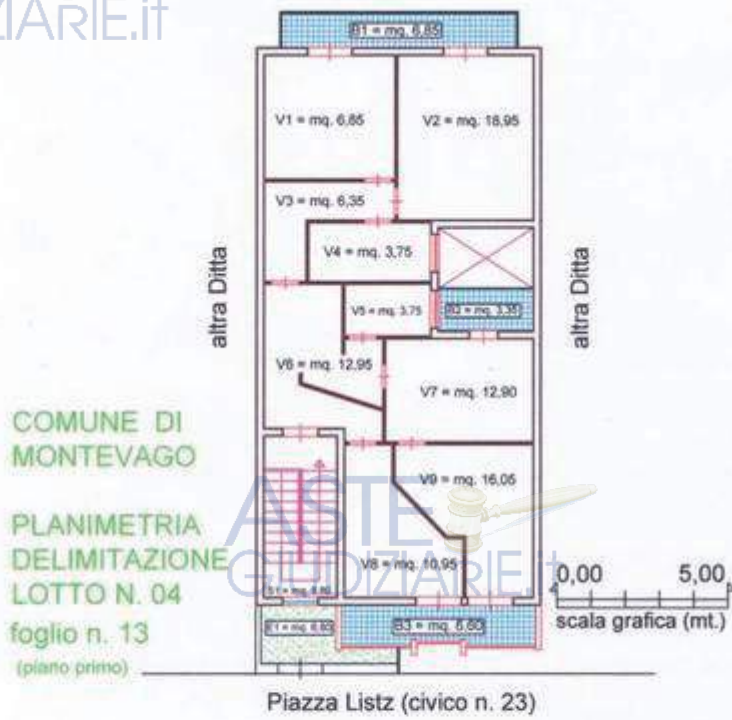 ZIARIE.it
B1 = mq. 6,85
V1 = mq. 6,85
V2 = mq. 18,95
V3 = mq. 6,35
V4 = mq. 3,75
altra Ditta
altra Ditta
V5 = mq. 3,75
B2 = mq. 3,35
V6 = mq. 12,95
V7 = mq. 12,90
COMUNE DI
MONTEVAGO
V9 = mq. 16,05
PLANIMETRIA
DELIMITAZIONE
LOTTO N. 04
foglio n. 13
(piano primo)
ASTE
GIUDIZIARIE.it
V8 = mq. 10,95
0,00 5,00
scala grafica (mt.)
B3 = mq. 6,60
Piazza Listz (civico n. 23)